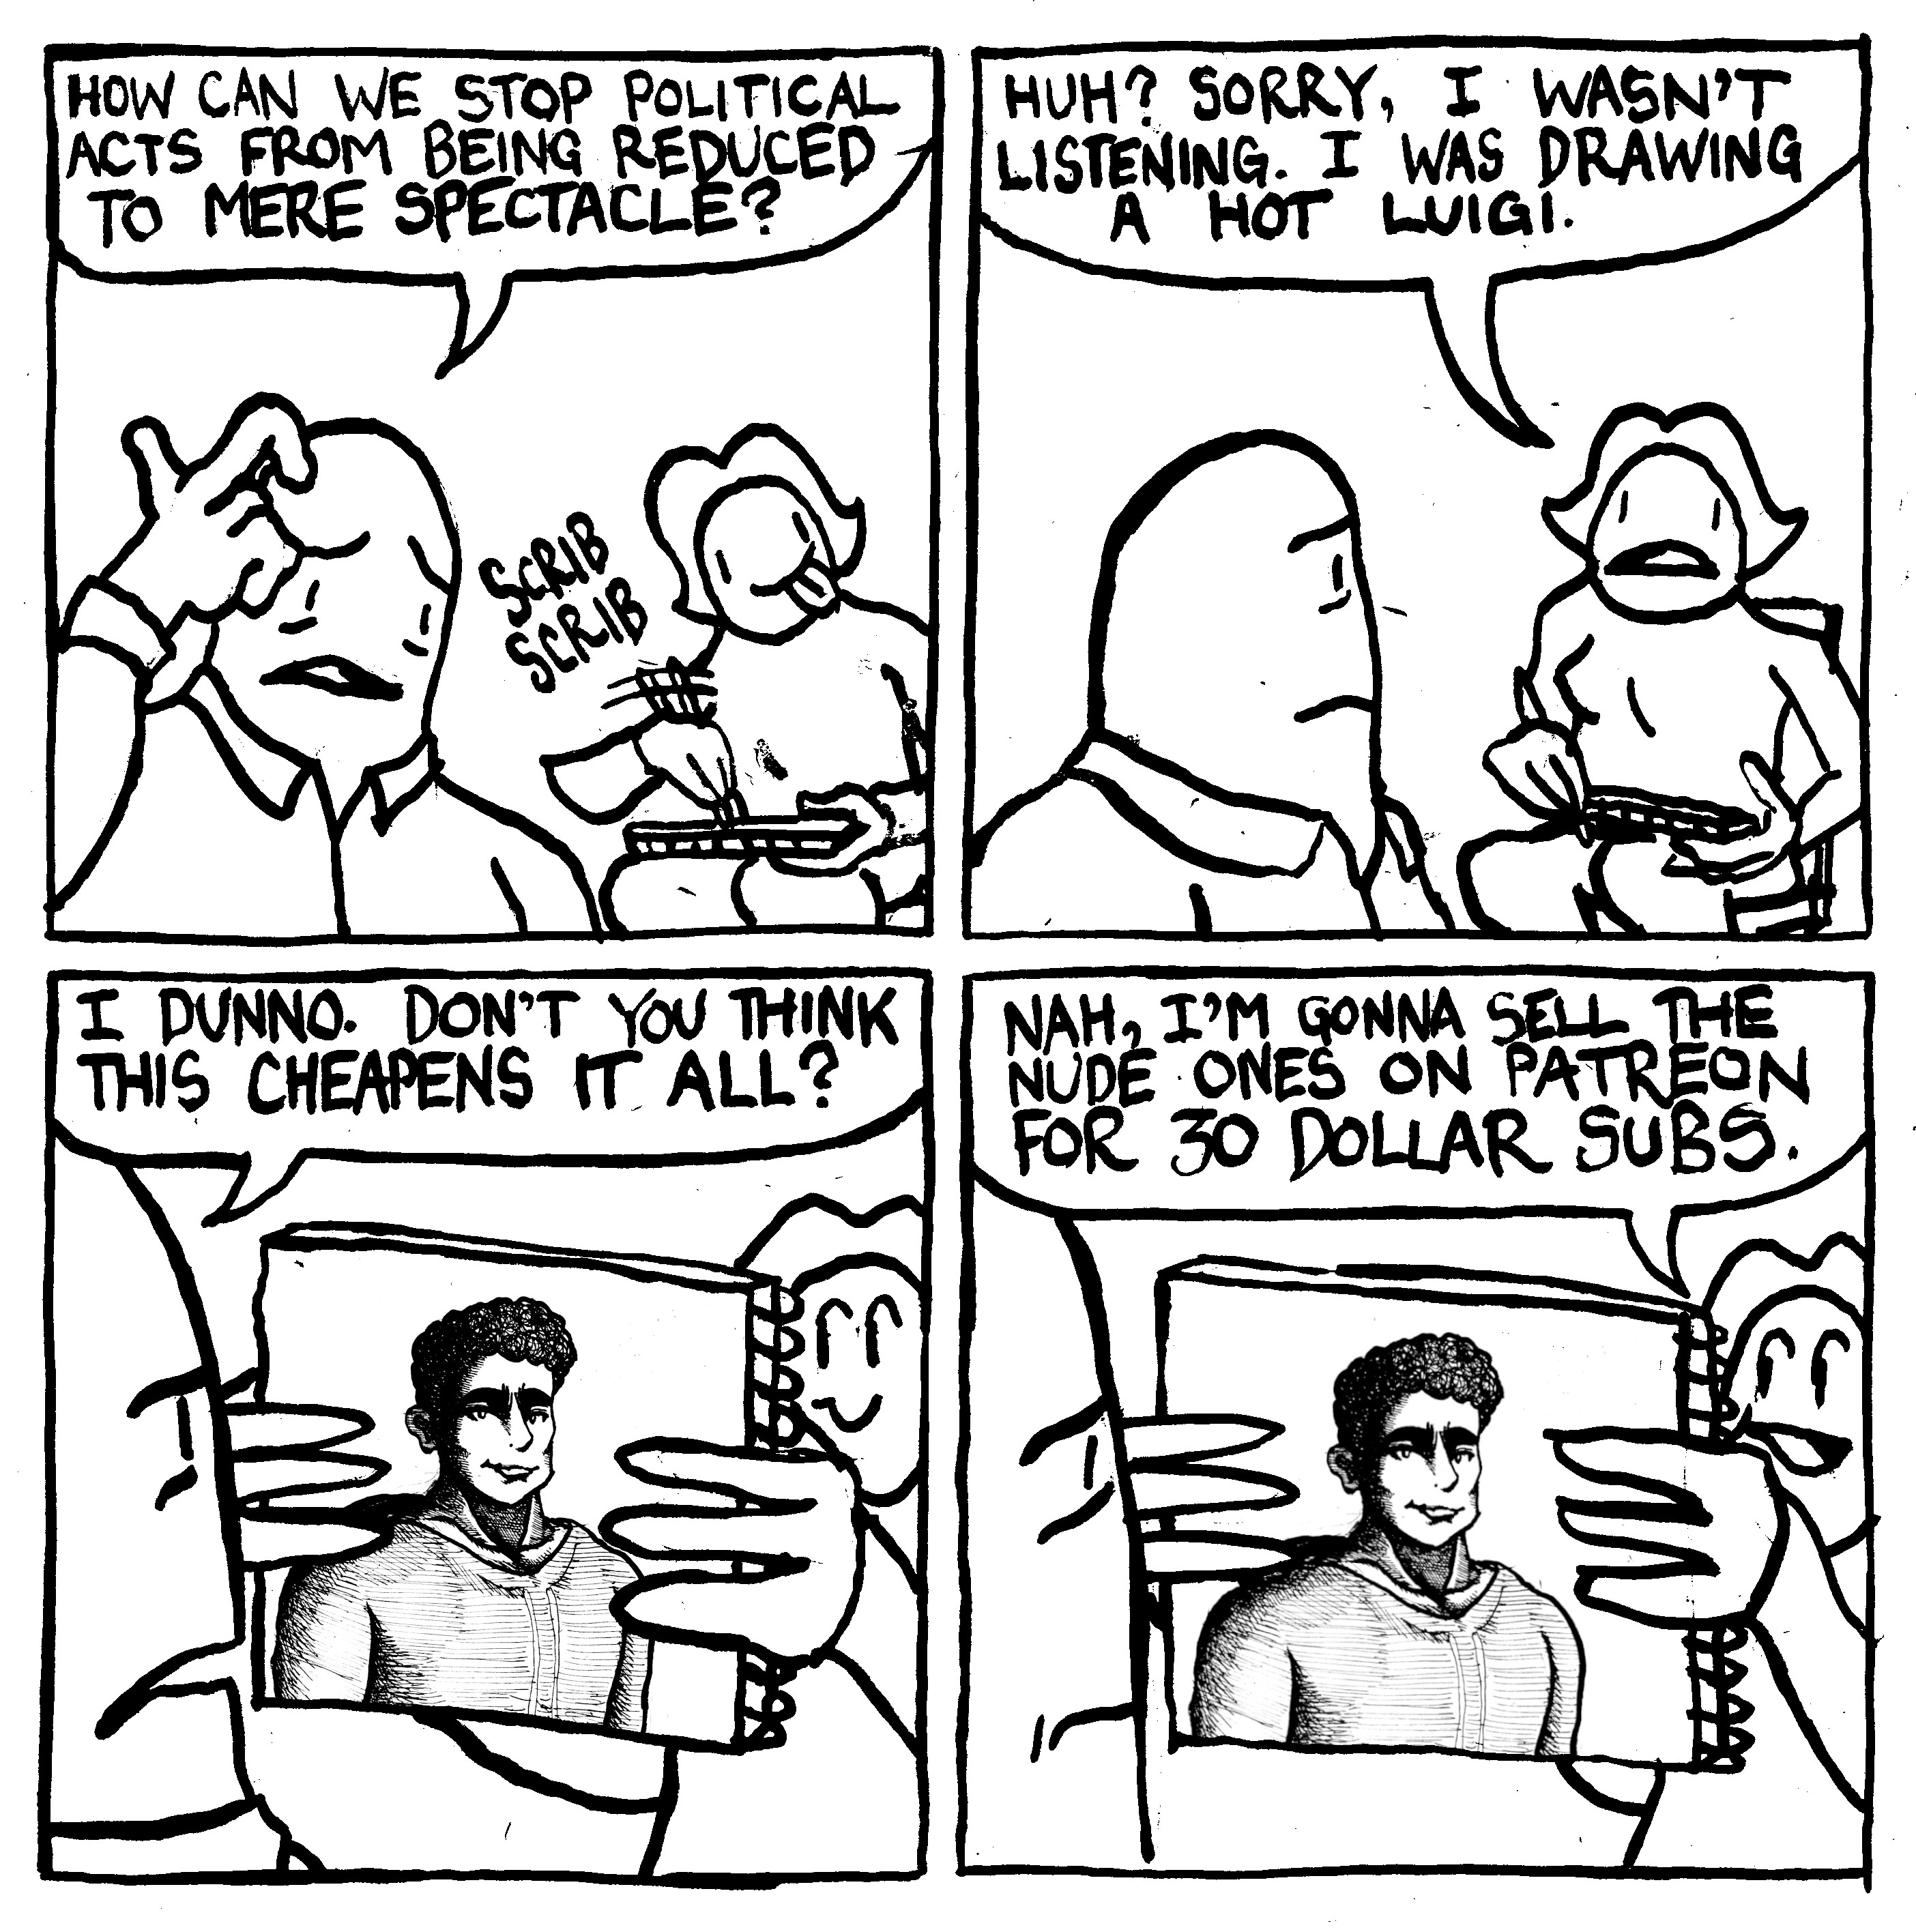 HOW CAN WE STOP POLITICAL
ACTS FROM BEING REDUCED
TO MERE SPECTACLE?
SCRIB
SCRIB
HUH? SORRY, I WASN'T
LISTENING. I WAS DRAWING
A HOT LUIGI.
I DUNNO. DON'T YOU THINK
THIS CHEAPENS IT ALL?
NAH, I'M GONNA SELL THE
NUDE ONES ON PATREON
FOR 30 DOLLAR SUBS.